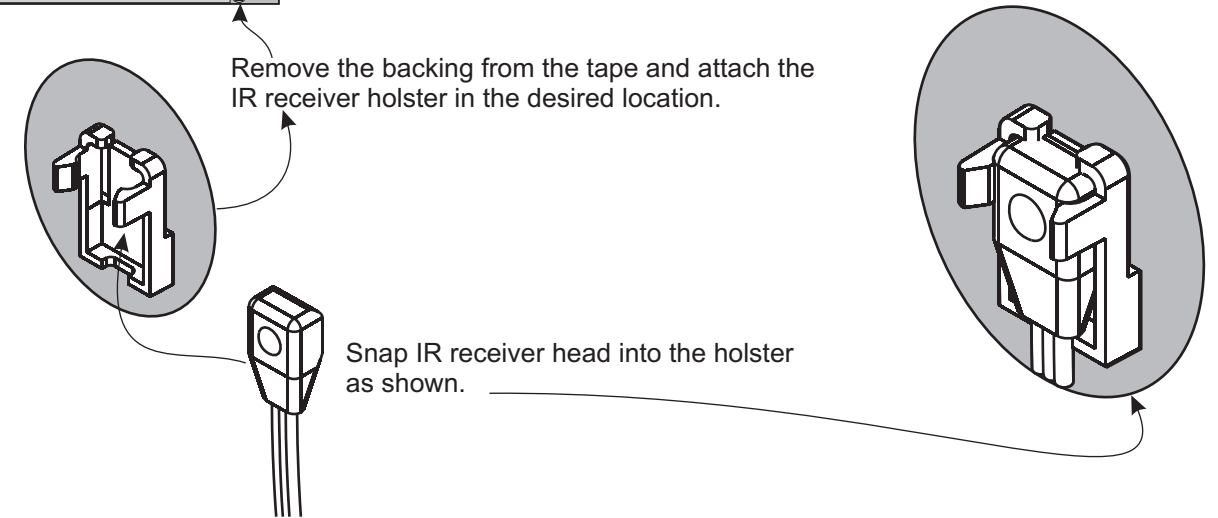 Remove the backing from the tape and attach the
IR receiver holster in the desired location.
Snap IR receiver head into the holster
as shown.